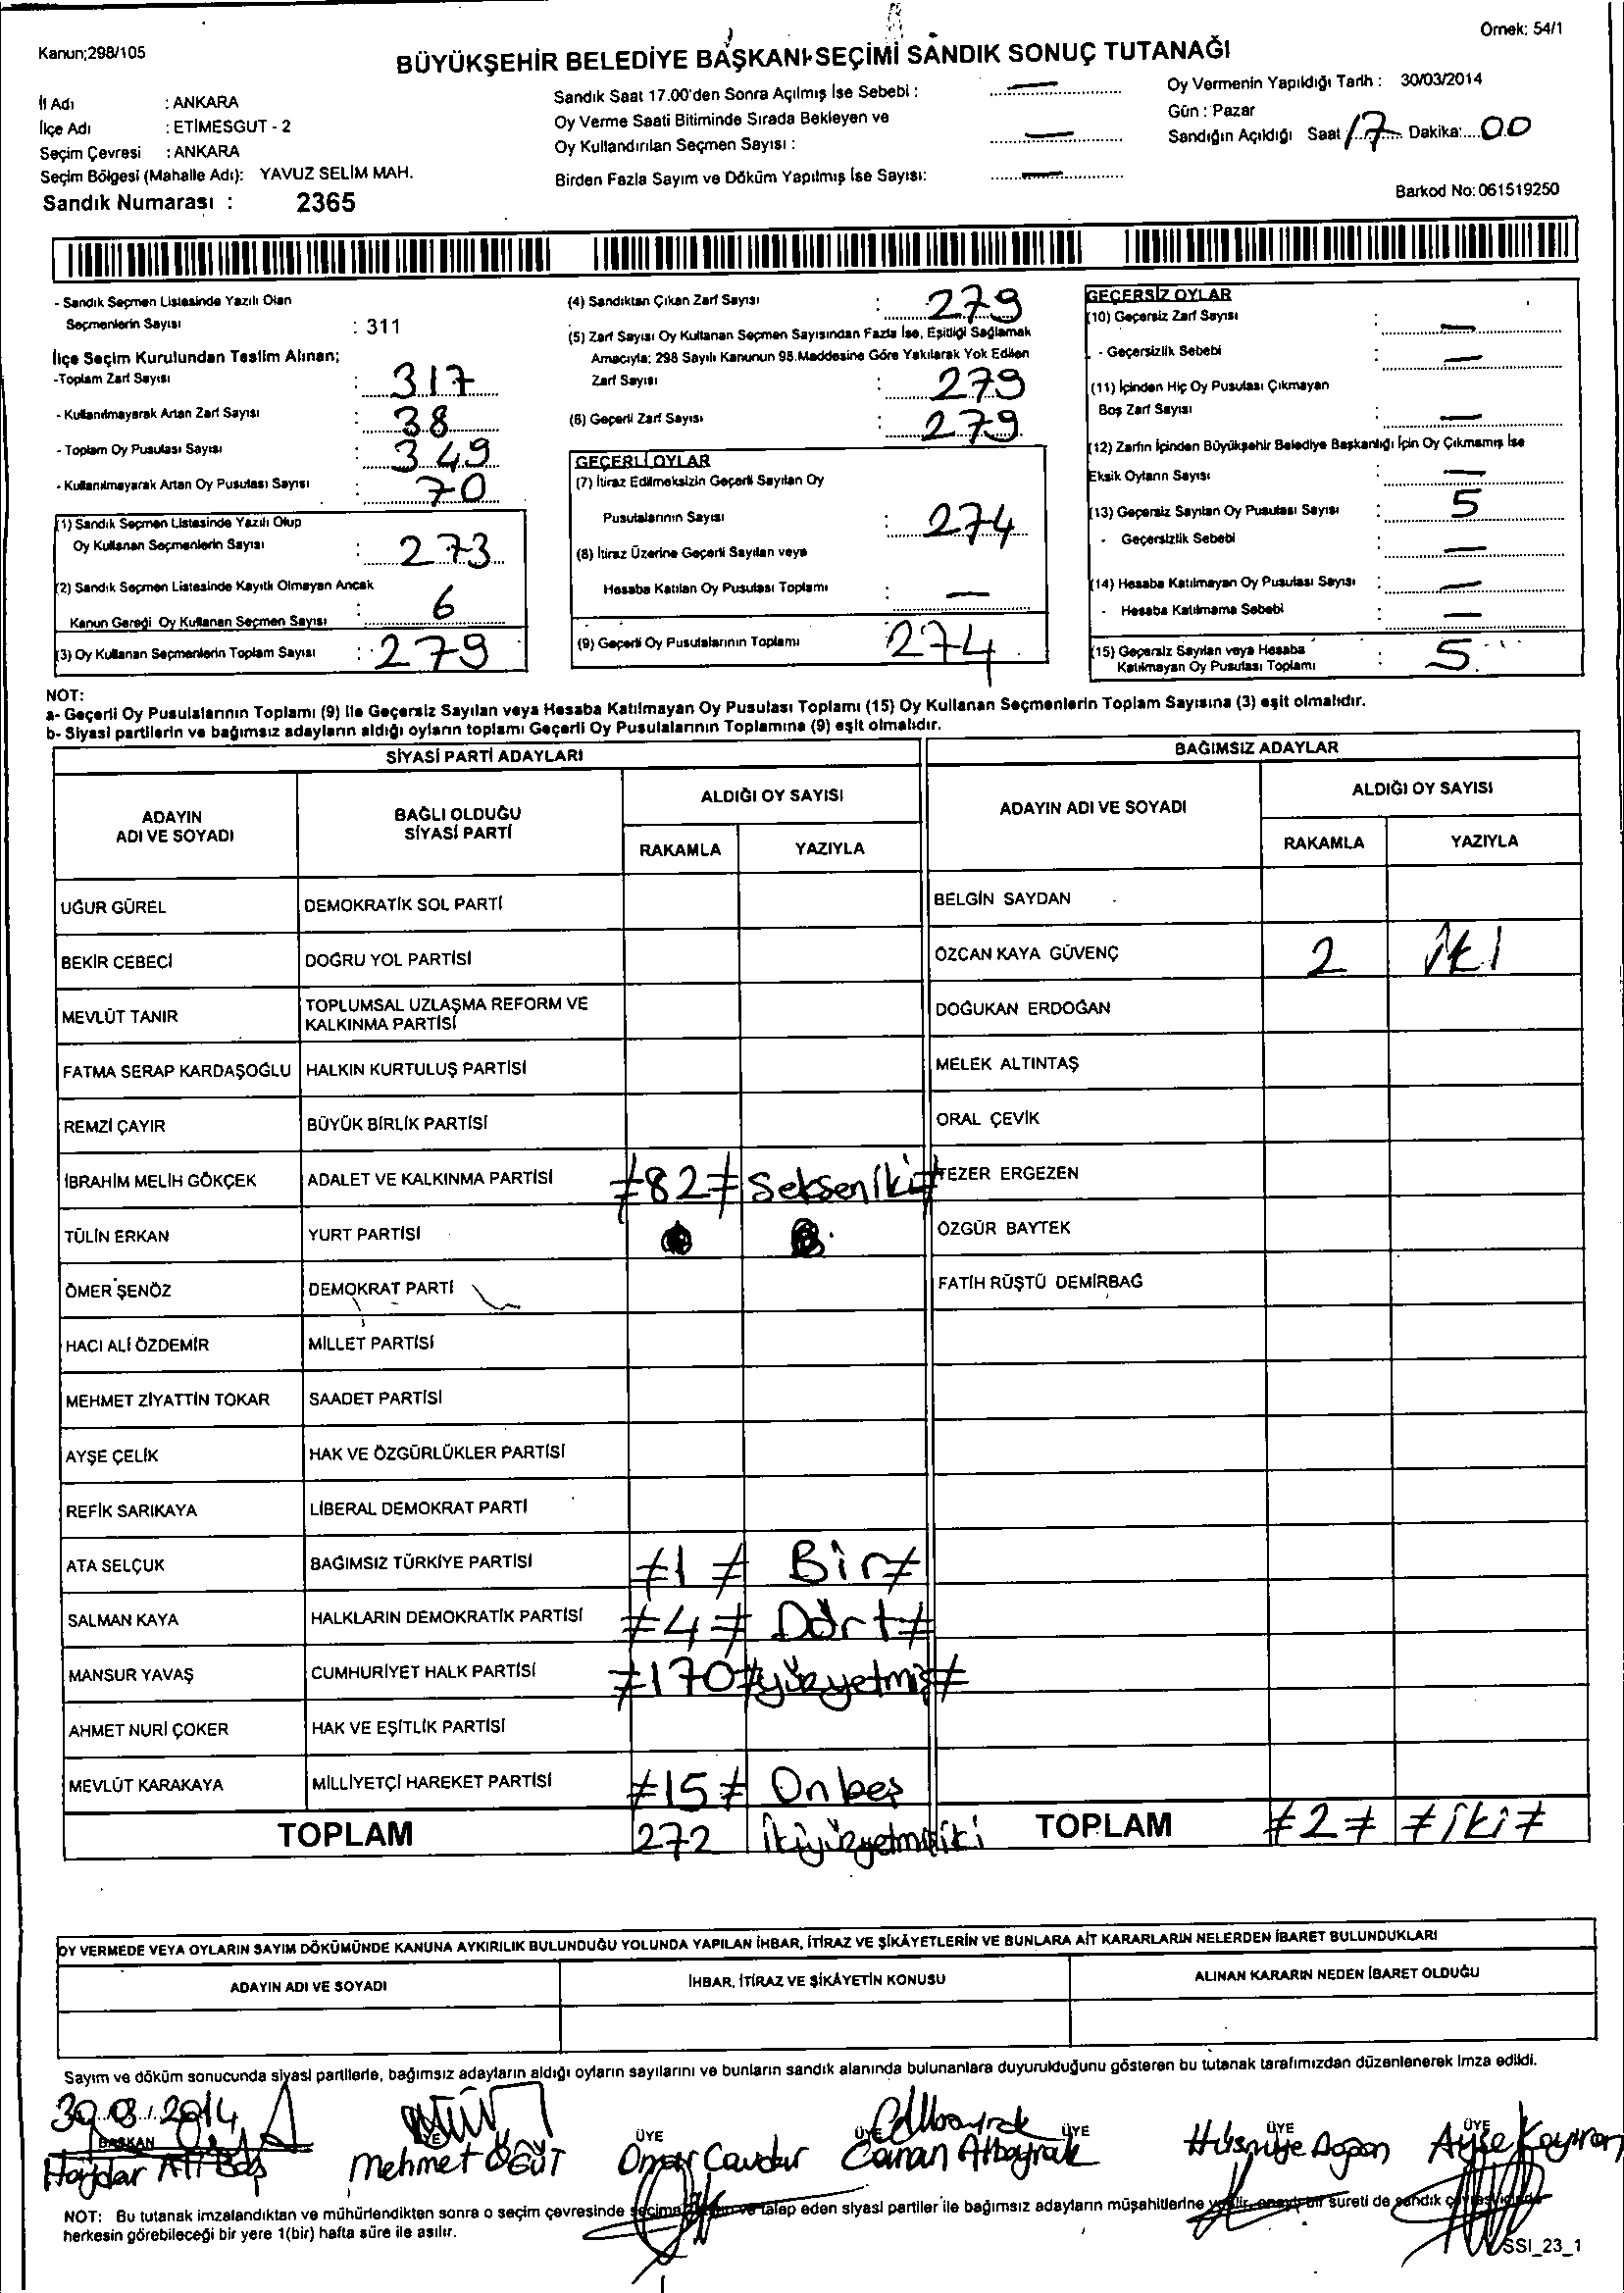 Örnek: 54/1
Kanun;298/105
BÜYÜKŞEHİR BELEDİYE BAŞKANI SEÇİMİ SANDIK SONUÇ TUTANAĞI
İl Adı : ANKARA
İlçe Adı : ETİMESGUT - 2
Seçim Çevresi : ANKARA
Seçim Bölgesi (Mahalle Adı): YAVUZ SELİM MAH.
Sandık Numarası : 2365
Sandık Saat 17.00'den Sonra Açılmış İse Sebebi : —
Oy Verme Saati Bitiminde Sırada Bekleyen ve
Oy Kullandırılan Seçmen Sayısı : —
Birden Fazla Sayım ve Döküm Yapılmış İse Sayısı: —
Oy Vermenin Yapıldığı Tarih : 30/03/2014
Gün : Pazar
Sandığın Açıldığı Saat 17 Dakika: 00
Barkod No: 061519250
- Sandık Seçmen Listesinde Yazılı Olan
Seçmenlerin Sayısı : 311
İlçe Seçim Kurulundan Teslim Alınan;
-Toplam Zarf Sayısı : 317
- Kullanılmayarak Artan Zarf Sayısı : 38
- Toplam Oy Pusulası Sayısı : 349
- Kullanılmayarak Artan Oy Pusulası Sayısı : 70
(1) Sandık Seçmen Listesinde Yazılı Olup
Oy Kullanan Seçmenlerin Sayısı : 273
(2) Sandık Seçmen Listesinde Kayıtlı Olmayan Ancak
Kanun Gereği Oy Kullanan Seçmen Sayısı : 6
(3) Oy Kullanan Seçmenlerin Toplam Sayısı : 279
(4) Sandıktan Çıkan Zarf Sayısı : 279
(5) Zarf Sayısı Oy Kullanan Seçmen Sayısından Fazla İse, Eşitliği Sağlamak
Amacıyla; 298 Sayılı Kanunun 98.Maddesine Göre Yakılarak Yok Edilen
Zarf Sayısı : 279
(6) Geçerli Zarf Sayısı : 279
GEÇERLİ OYLAR
(7) İtiraz Edilmeksizin Geçerli Sayılan Oy
Pusulalarının Sayısı : 274
(8) İtiraz Üzerine Geçerli Sayılan veya
Hesaba Katılan Oy Pusulası Toplamı : —
(9) Geçerli Oy Pusulalarının Toplamı : 274
GEÇERSİZ OYLAR
(10) Geçersiz Zarf Sayısı : —
- Geçersizlik Sebebi : —
(11) İçinden Hiç Oy Pusulası Çıkmayan
Boş Zarf Sayısı : —
(12) Zarfın İçinden Büyükşehir Belediye Başkanlığı İçin Oy Çıkmamış İse
Eksik Oyların Sayısı : —
(13) Geçersiz Sayılan Oy Pusulası Sayısı : 5
- Geçersizlik Sebebi : —
(14) Hesaba Katılmayan Oy Pusulası Sayısı : —
- Hesaba Katılmama Sebebi : —
(15) Geçersiz Sayılan veya Hesaba
Katılmayan Oy Pusulası Toplamı : 5
NOT:
a- Geçerli Oy Pusulalarının Toplamı (9) ile Geçersiz Sayılan veya Hesaba Katılmayan Oy Pusulası Toplamı (15) Oy Kullanan Seçmenlerin Toplam Sayısına (3) eşit olmalıdır.
b- Siyasi partilerin ve bağımsız adayların aldığı oyların toplamı Geçerli Oy Pusulalarının Toplamına (9) eşit olmalıdır.
SİYASİ PARTİ ADAYLARI
ADAYIN ADI VE SOYADI
BAĞLI OLDUĞU SİYASİ PARTİ
ALDIĞI OY SAYISI
RAKAMLA YAZIYLA
UĞUR GÜREL DEMOKRATİK SOL PARTİ
BEKİR CEBECİ DOĞRU YOL PARTİSİ
MEVLÜT TANIR TOPLUMSAL UZLAŞMA REFORM VE KALKINMA PARTİSİ
FATMA SERAP KARDAŞOĞLU HALKIN KURTULUŞ PARTİSİ
REMZİ ÇAYIR BÜYÜK BİRLİK PARTİSİ
İBRAHİM MELİH GÖKÇEK ADALET VE KALKINMA PARTİSİ ≠82≠ Seksen iki≠
TÜLİN ERKAN YURT PARTİSİ
ÖMER ŞENÖZ DEMOKRAT PARTİ
HACI ALİ ÖZDEMİR MİLLET PARTİSİ
MEHMET ZİYATTİN TOKAR SAADET PARTİSİ
AYŞE ÇELİK HAK VE ÖZGÜRLÜKLER PARTİSİ
REFİK SARIKAYA LİBERAL DEMOKRAT PARTİ
ATA SELÇUK BAĞIMSIZ TÜRKİYE PARTİSİ ≠1≠ Bir≠
SALMAN KAYA HALKLARIN DEMOKRATİK PARTİSİ ≠4≠ Dört≠
MANSUR YAVAŞ CUMHURİYET HALK PARTİSİ ≠170≠ yüzyetmiş≠
AHMET NURİ ÇOKER HAK VE EŞİTLİK PARTİSİ
MEVLÜT KARAKAYA MİLLİYETÇİ HAREKET PARTİSİ ≠15≠ On beş
TOPLAM 272 ikiyüzyetmişiki
BAĞIMSIZ ADAYLAR
ADAYIN ADI VE SOYADI
ALDIĞI OY SAYISI
RAKAMLA YAZIYLA
BELGİN SAYDAN
ÖZCAN KAYA GÜVENÇ 2 iki
DOĞUKAN ERDOĞAN
MELEK ALTINTAŞ
ORAL ÇEVİK
TEZER ERGEZEN
ÖZGÜR BAYTEK
FATİH RÜŞTÜ DEMİRBAĞ
TOPLAM ≠2≠ ≠iki≠
OY VERMEDE VEYA OYLARIN SAYIM DÖKÜMÜNDE KANUNA AYKIRILIK BULUNDUĞU YOLUNDA YAPILAN İHBAR, İTİRAZ VE ŞİKÂYETLERİN VE BUNLARA AİT KARARLARIN NELERDEN İBARET BULUNDUKLARI
ADAYIN ADI VE SOYADI İHBAR, İTİRAZ VE ŞİKÂYETİN KONUSU ALINAN KARARIN NEDEN İBARET OLDUĞU
Sayım ve döküm sonucunda siyasi partilerle, bağımsız adayların aldığı oyların sayılarını ve bunların sandık alanında bulunanlara duyurulduğunu gösteren bu tutanak tarafımızdan düzenlenerek imza edildi.
30.03.2014
BAŞKAN ÜYE ÜYE ÜYE ÜYE ÜYE ÜYE
Haydar Ali Baş Mehmet ÖĞÜT Ömer Cavdar Canan Albayrak Hüsniye Doğan Ayşe
NOT: Bu tutanak imzalandıktan ve mühürlendikten sonra o seçim çevresinde seçime ve talep eden siyasi partiler ile bağımsız adayların müşahitlerine verilir, onaylı bir sureti de sandık çevresinde
herkesin görebileceği bir yere 1(bir) hafta süre ile asılır.
SSI_23_1